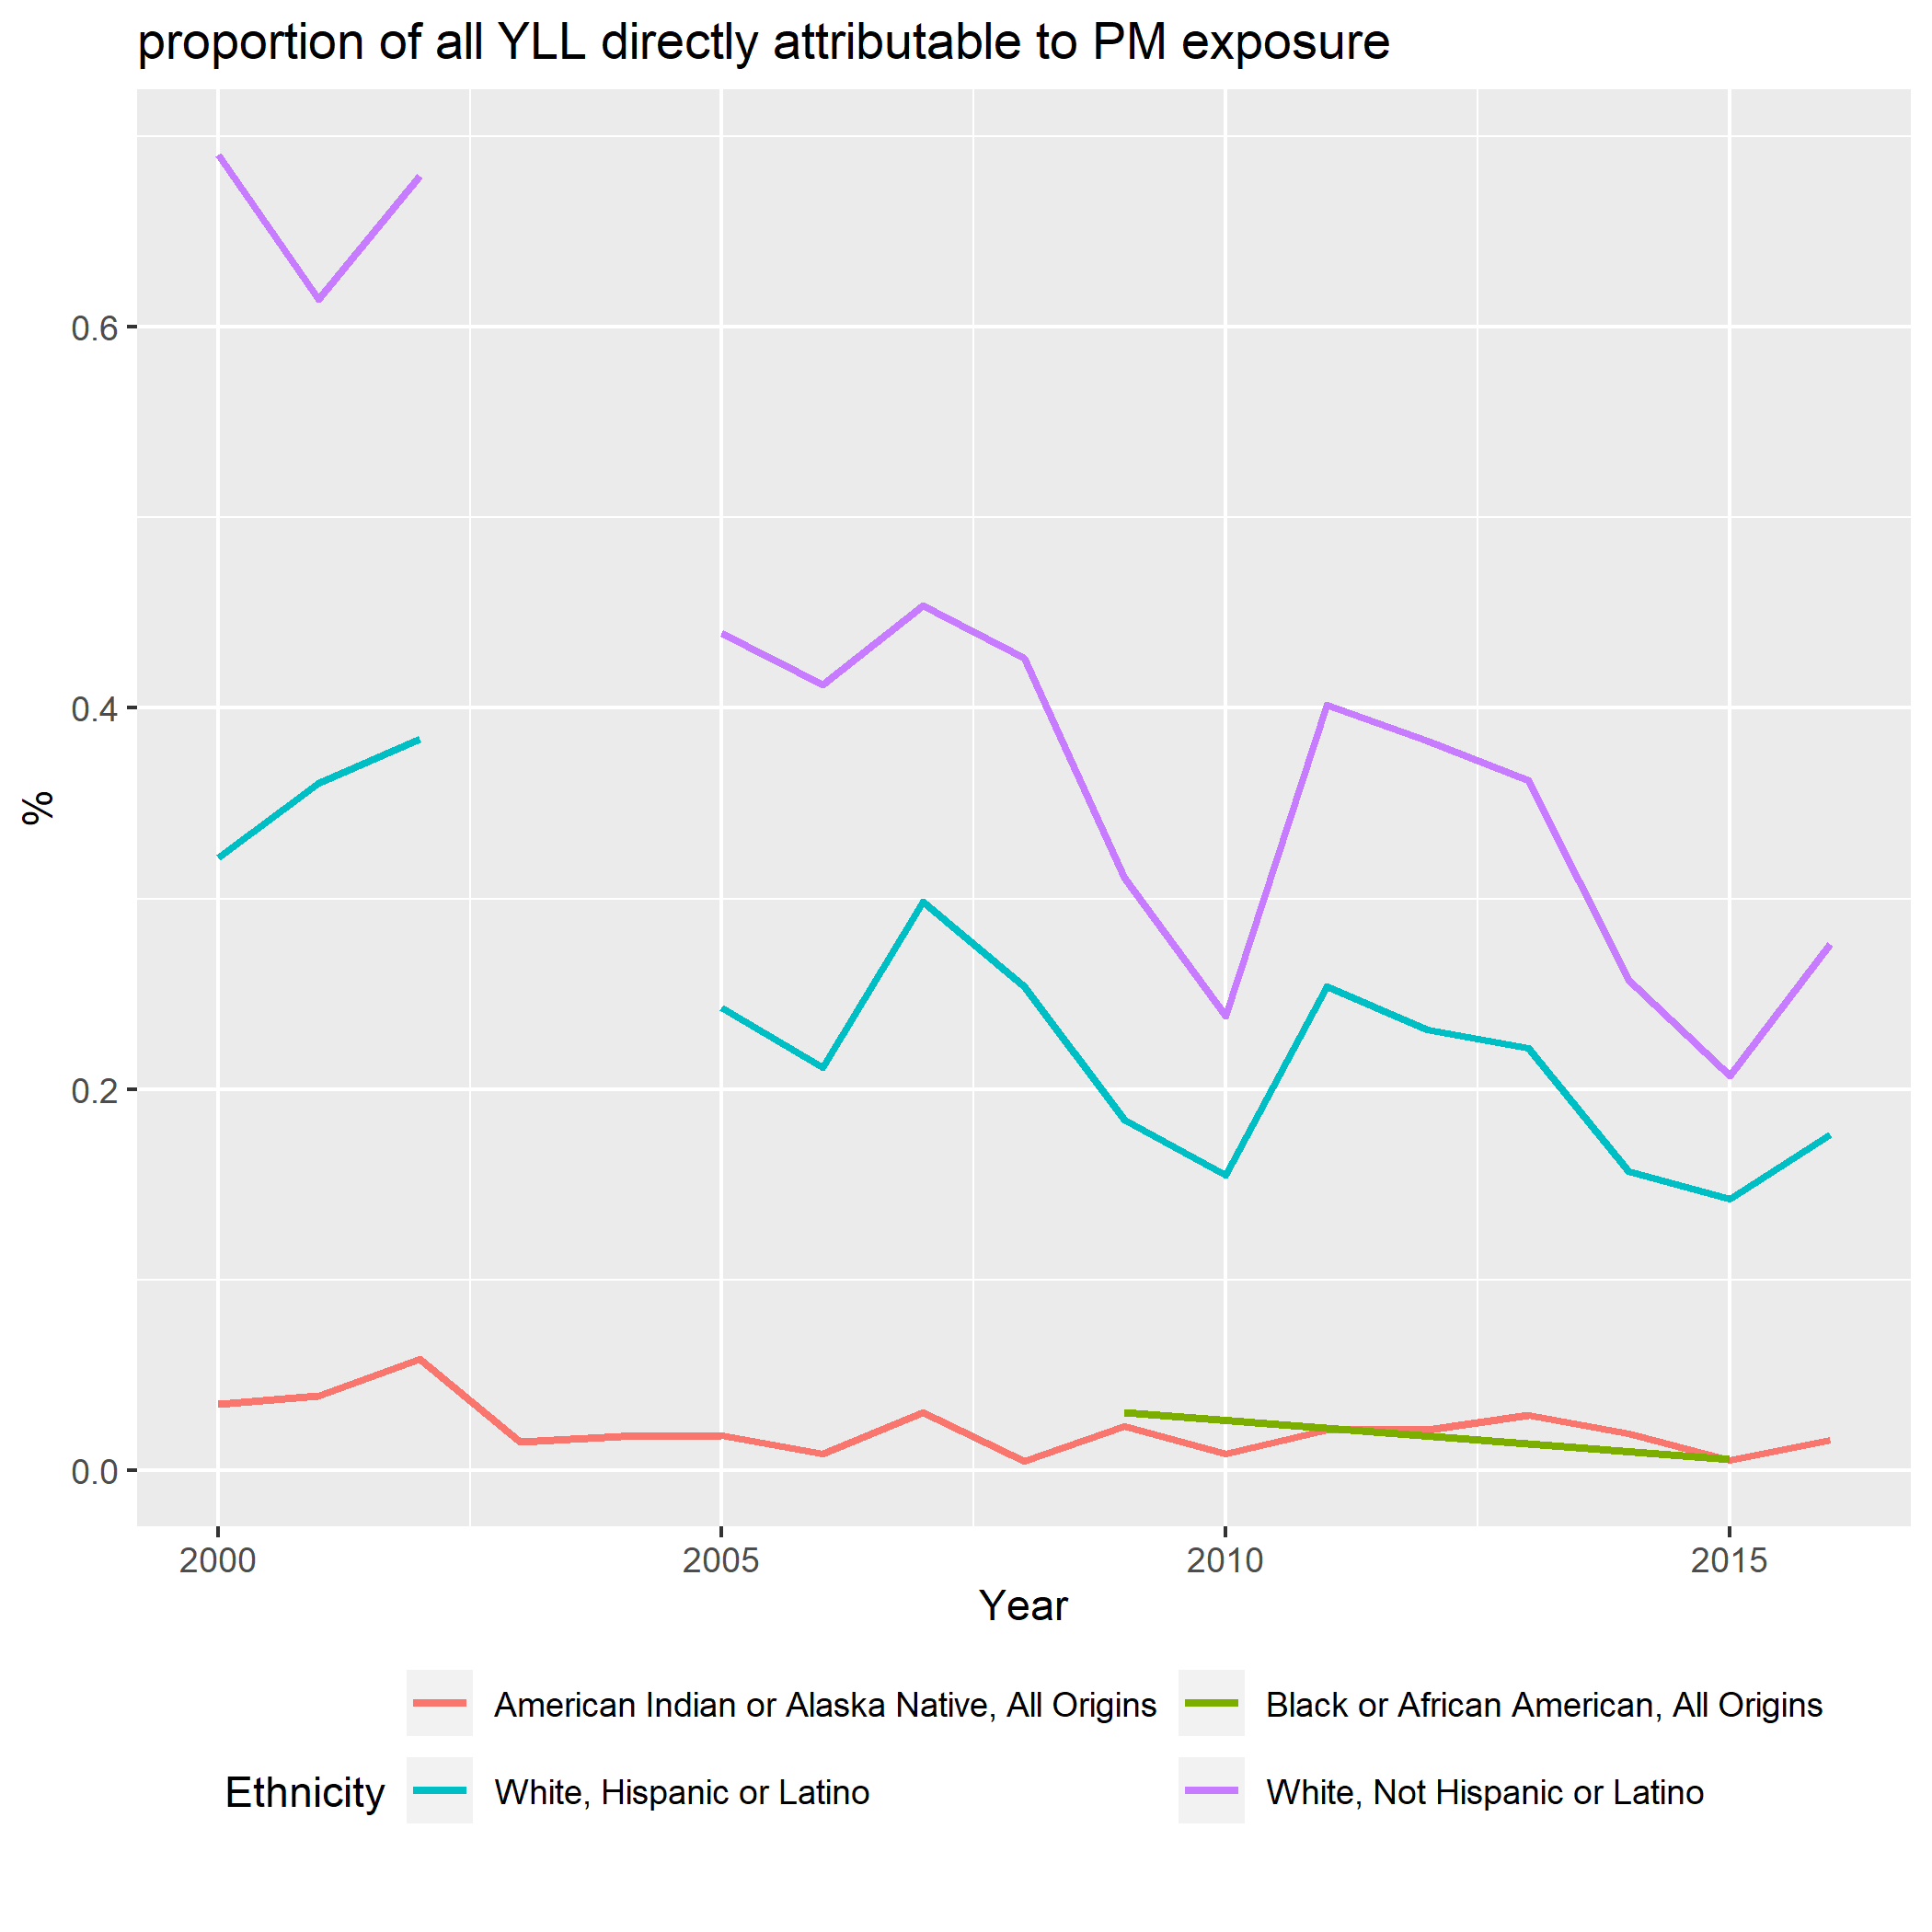 proportion of all YLL directly attributable to PM exposure
0.6
0.4
%
0.2
0.0
2000 2005 2010 2015
Year
Ethnicity
American Indian or Alaska Native, All Origins
Black or African American, All Origins
White, Hispanic or Latino
White, Not Hispanic or Latino